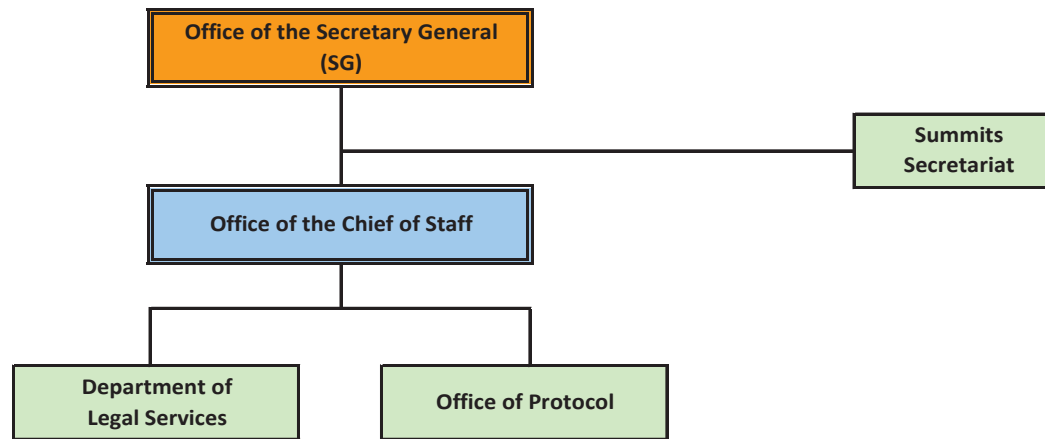 Office of the Secretary General
(SG)
Summits
Secretariat
Office of the Chief of Staff
Department of
Legal Services
Office of Protocol